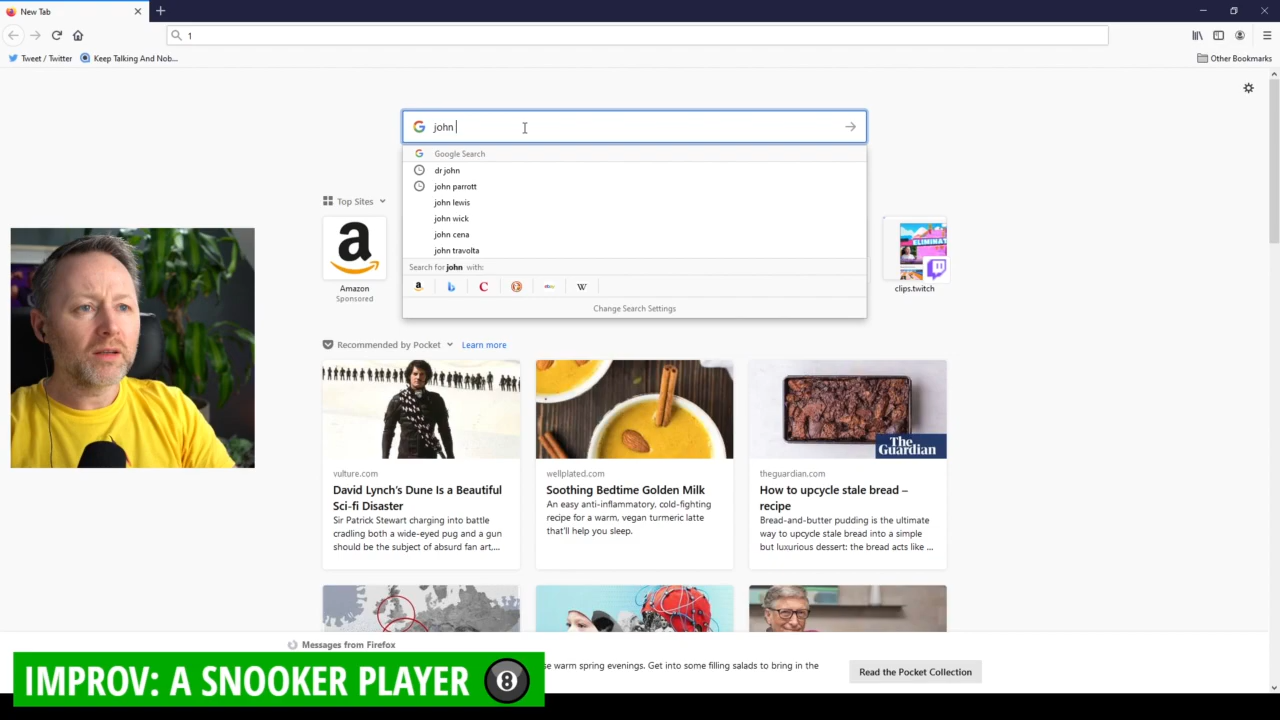 New Tab
1
Tweet / Twitter
Keep Talking And Nob...
Other Bookmarks
john
Google Search
dr john
john parrott
john lewis
john wick
john cena
john travolta
Search for john with:
ebay
W
Change Search Settings
Top Sites
Amazon
Sponsored
ELIMINAT
clips.twitch
Recommended by Pocket
Learn more
vulture.com
David Lynch's Dune Is a Beautiful
Sci-fi Disaster
Sir Patrick Stewart charging into battle
cradling both a wide-eyed pug and a gun
should be the subject of absurd fan art,...
wellplated.com
Soothing Bedtime Golden Milk
An easy anti-inflammatory, cold-fighting
recipe for a warm, vegan turmeric latte
that'll help you sleep.
The
Guardian
theguardian.com
How to upcycle stale bread –
recipe
Bread-and-butter pudding is the ultimate
way to upcycle stale bread into a simple
but luxurious dessert: the bread acts like ...
Messages from Firefox
se warm spring evenings. Get into some filling salads to bring in the
Read the Pocket Collection
IMPROV: A SNOOKER PLAYER 8